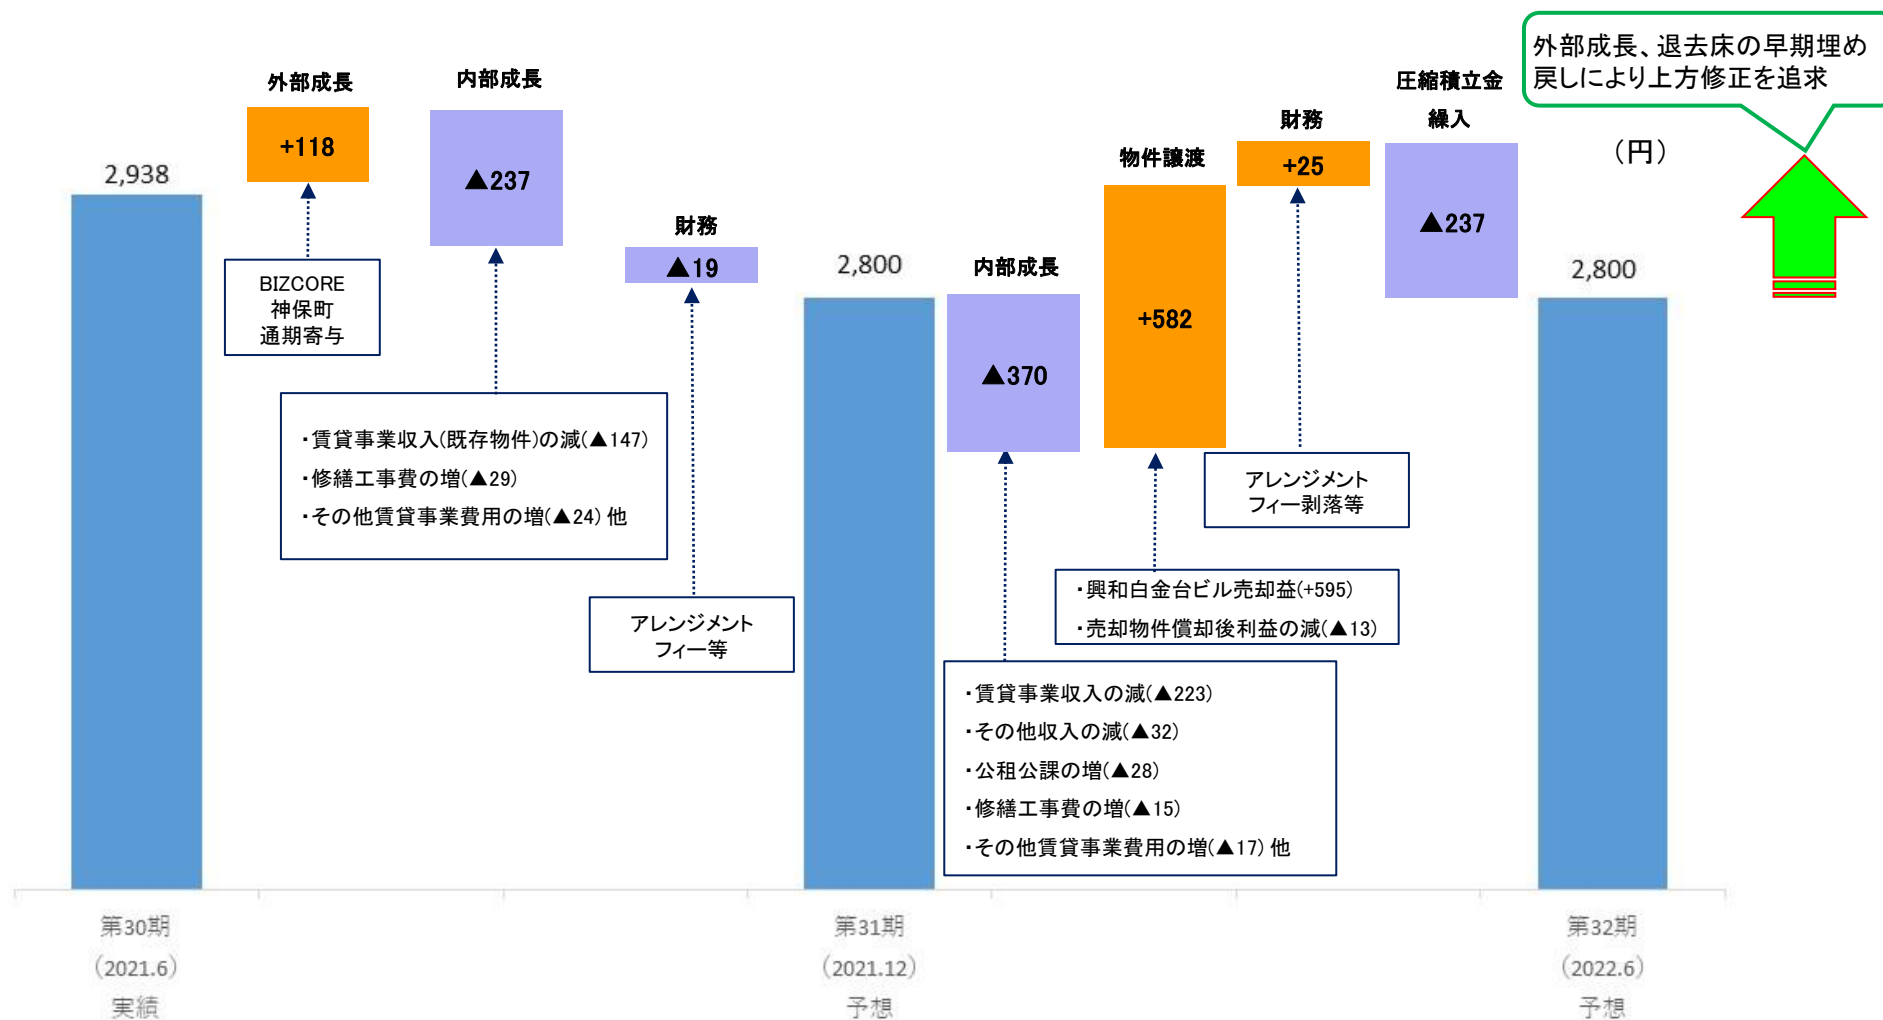 外部成長、退去床の早期埋め
戻しにより上方修正を追求
(円)
2,938
外部成長
+118
BIZCORE
神保町
通期寄与
内部成長
▲237
・賃貸事業収入(既存物件)の減(▲147)
・修繕工事費の増(▲29)
・その他賃貸事業費用の増(▲24) 他
財務
▲19
アレンジメント
フィー等
2,800
内部成長
▲370
・賃貸事業収入の減(▲223)
・その他収入の減(▲32)
・公租公課の増(▲28)
・修繕工事費の増(▲15)
・その他賃貸事業費用の増(▲17) 他
物件譲渡
+582
・興和白金台ビル売却益(+595)
・売却物件償却後利益の減(▲13)
財務
+25
アレンジメント
フィー剥落等
圧縮積立金
繰入
▲237
2,800
第30期
(2021.6)
実績
第31期
(2021.12)
予想
第32期
(2022.6)
予想